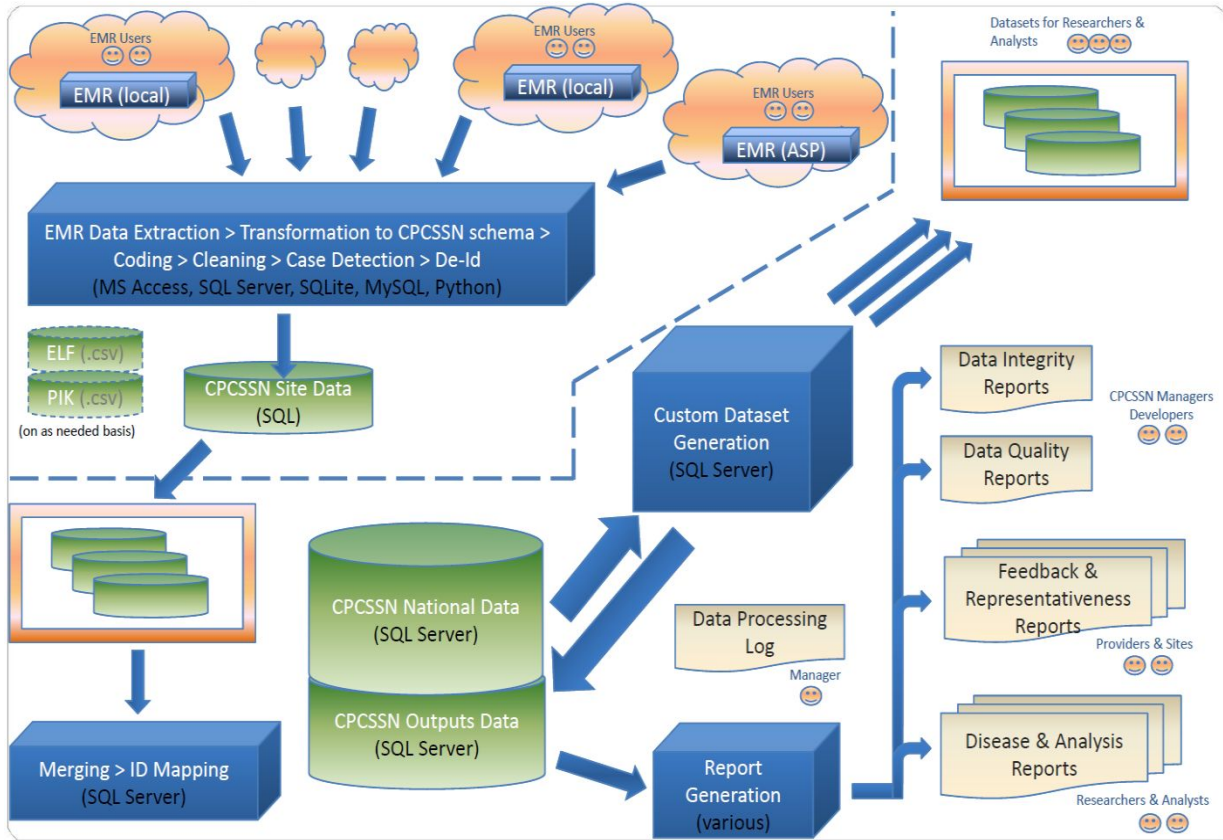 EMR Users
EMR (local)
EMR Users
EMR (local)
EMR Users
EMR (ASP)
Datasets for Researchers &
Analysts
EMR Data Extraction > Transformation to CPCSSN schema >
Coding > Cleaning > Case Detection > De-Id
(MS Access, SQL Server, SQLite, MySQL, Python)
ELF (.csv)
PIK (.csv)
(on as needed basis)
CPCSSN Site Data
(SQL)
Custom Dataset
Generation
(SQL Server)
Data Integrity
Reports
CPCSSN Managers
Developers
Data Quality
Reports
CPCSSN National Data
(SQL Server)
Data Processing
Log
Manager
Feedback &
Representativeness
Reports
Providers & Sites
CPCSSN Outputs Data
(SQL Server)
Merging > ID Mapping
(SQL Server)
Report
Generation
(various)
Disease & Analysis
Reports
Researchers & Analysts